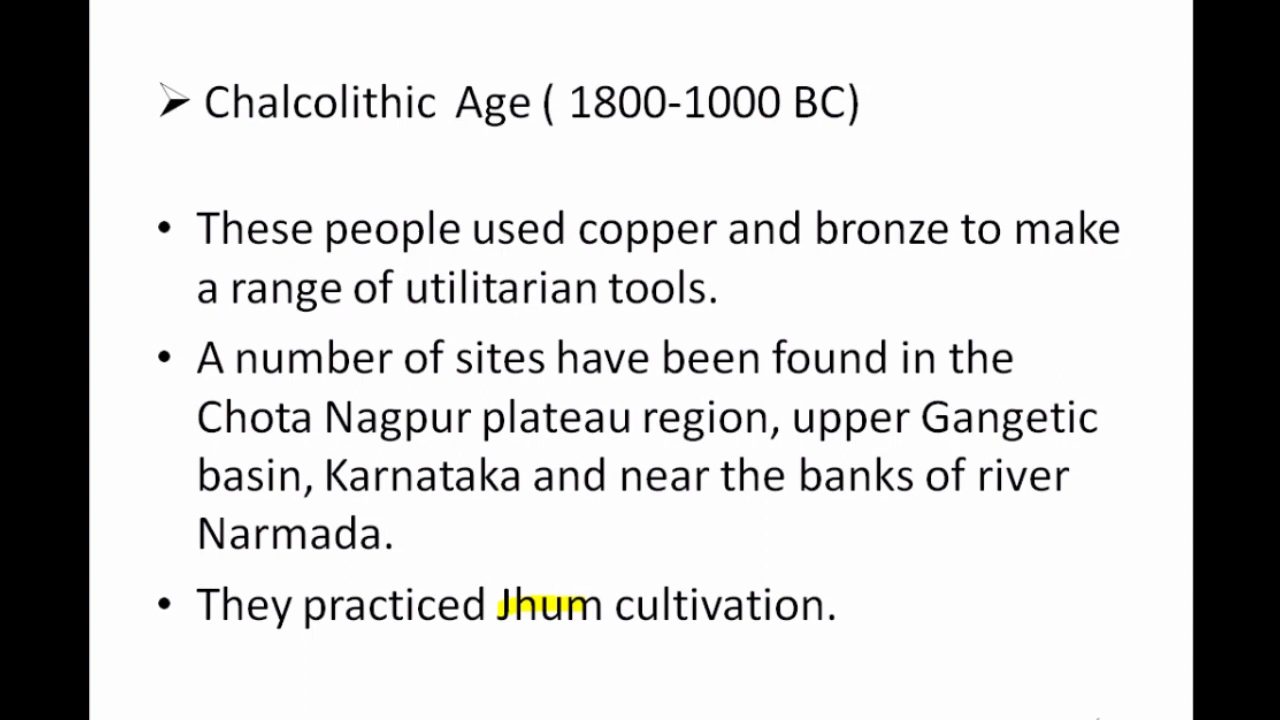 ➢ Chalcolithic Age ( 1800-1000 BC)
• These people used copper and bronze to make
a range of utilitarian tools.
• A number of sites have been found in the
Chota Nagpur plateau region, upper Gangetic
basin, Karnataka and near the banks of river
Narmada.
• They practiced Jhum cultivation.